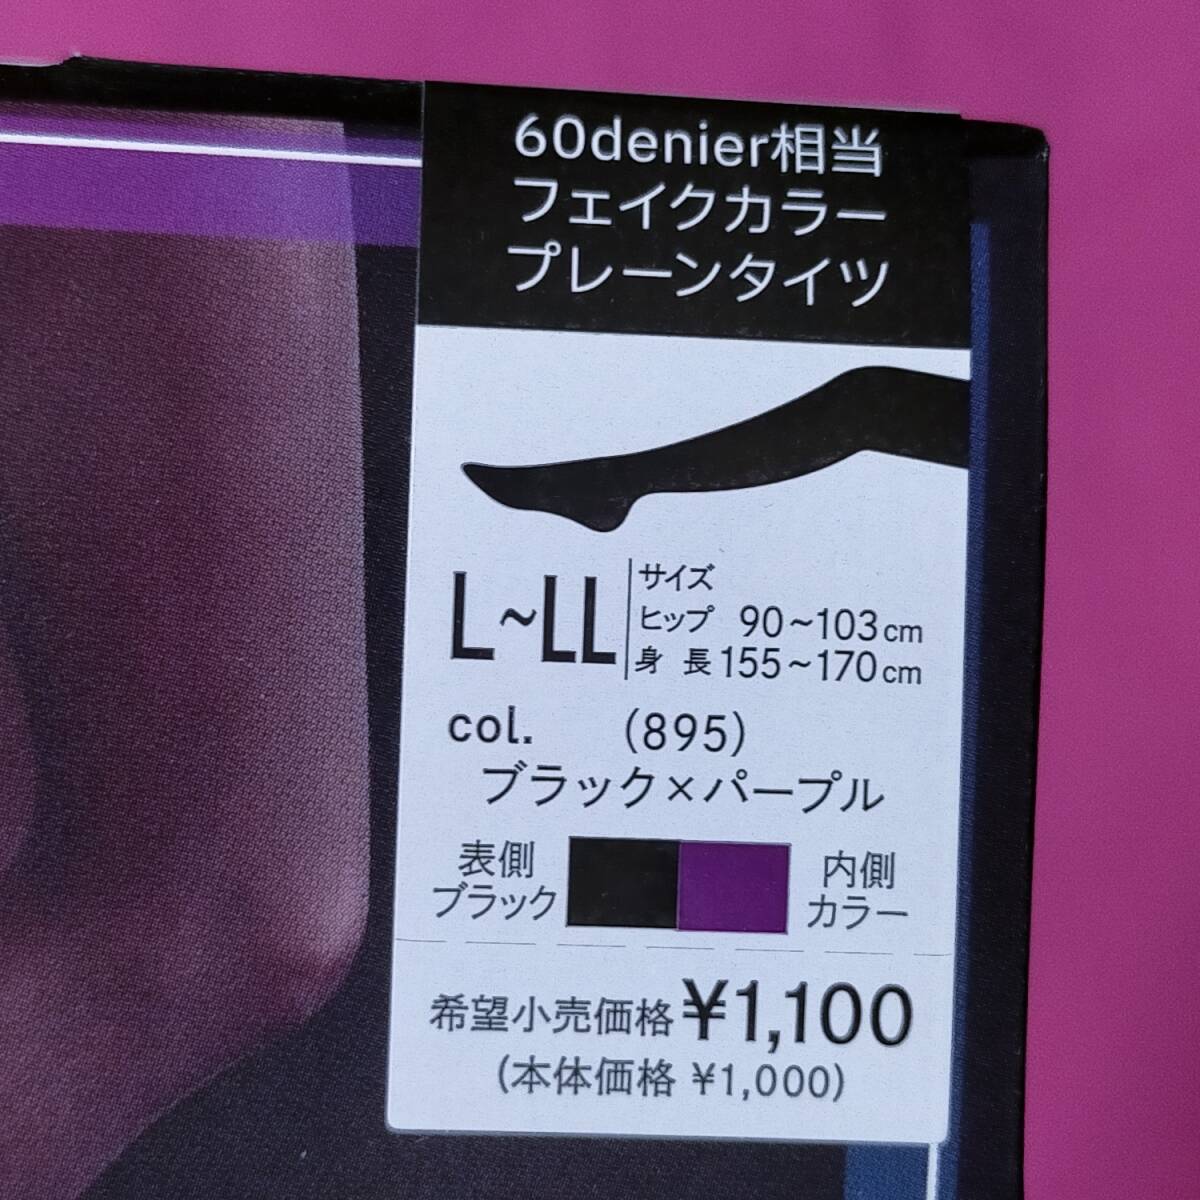 60denier相当
フェイクカラー
プレーンタイツ
L~LL
サイズ
ヒップ 90~103cm
身 長 155~170cm
col. (895)
ブラック×パープル
表側
ブラック
内側
カラー
希望小売価格 ¥1,100
(本体価格 ¥1,000)